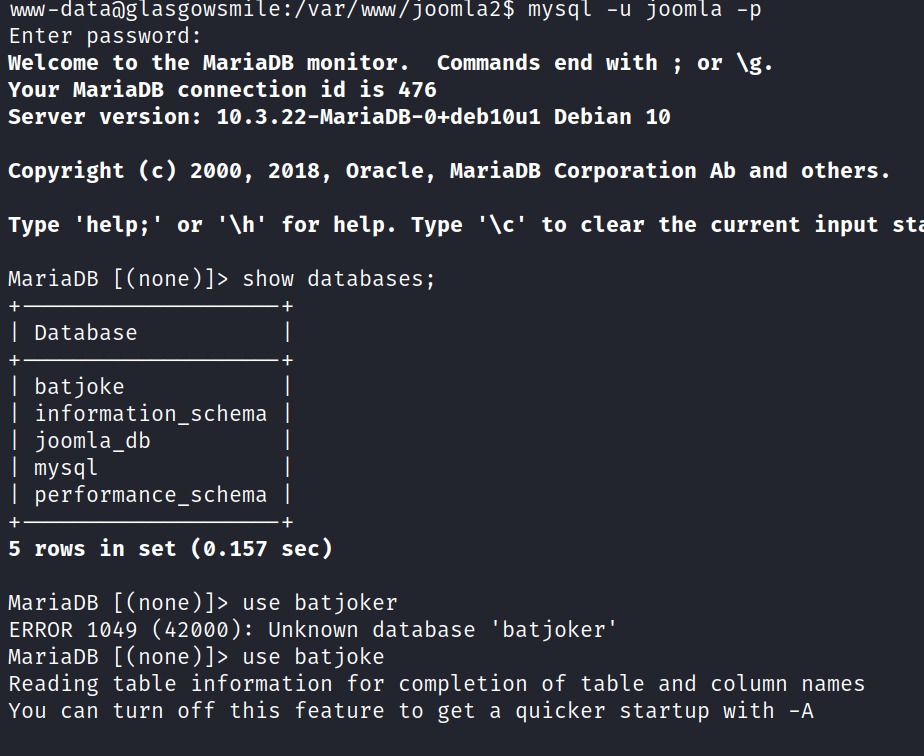 www-data@glasgowsmile:/var/www/joomla2$ mysql -u joomla -p
Enter password:
Welcome to the MariaDB monitor.  Commands end with ; or \g.
Your MariaDB connection id is 476
Server version: 10.3.22-MariaDB-0+deb10u1 Debian 10
Copyright (c) 2000, 2018, Oracle, MariaDB Corporation Ab and others.
Type 'help;' or '\h' for help. Type '\c' to clear the current input sta
MariaDB [(none)]> show databases;
+--------------------+
| Database           |
+--------------------+
| batjoke            |
| information_schema |
| joomla_db          |
| mysql              |
| performance_schema |
+--------------------+
5 rows in set (0.157 sec)
MariaDB [(none)]> use batjoker
ERROR 1049 (42000): Unknown database 'batjoker'
MariaDB [(none)]> use batjoke
Reading table information for completion of table and column names
You can turn off this feature to get a quicker startup with -A